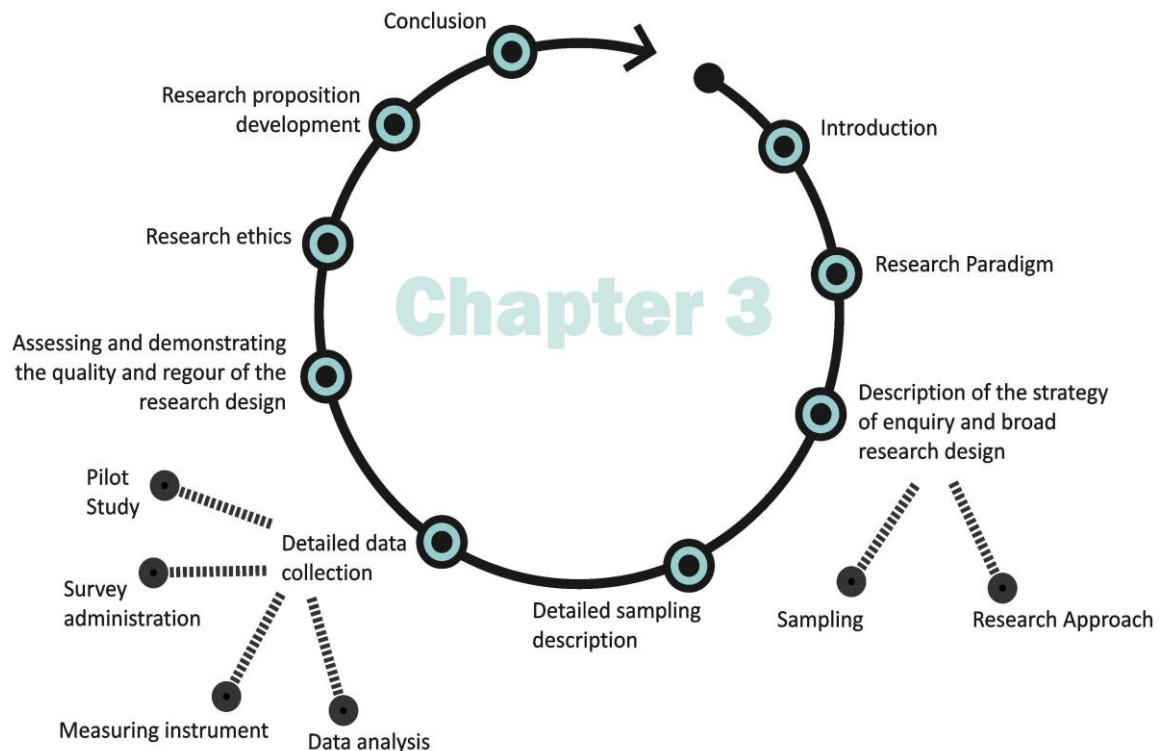 Conclusion
Research proposition
development
Introduction
Research ethics
Research Paradigm
Chapter 3
Assessing and demonstrating
the quality and regour of the
research design
Description of the strategy
of enquiry and broad
research design
Pilot
Study
Detailed data
collection
Survey
administration
Detailed sampling
description
Sampling
Research Approach
Measuring instrument
Data analysis